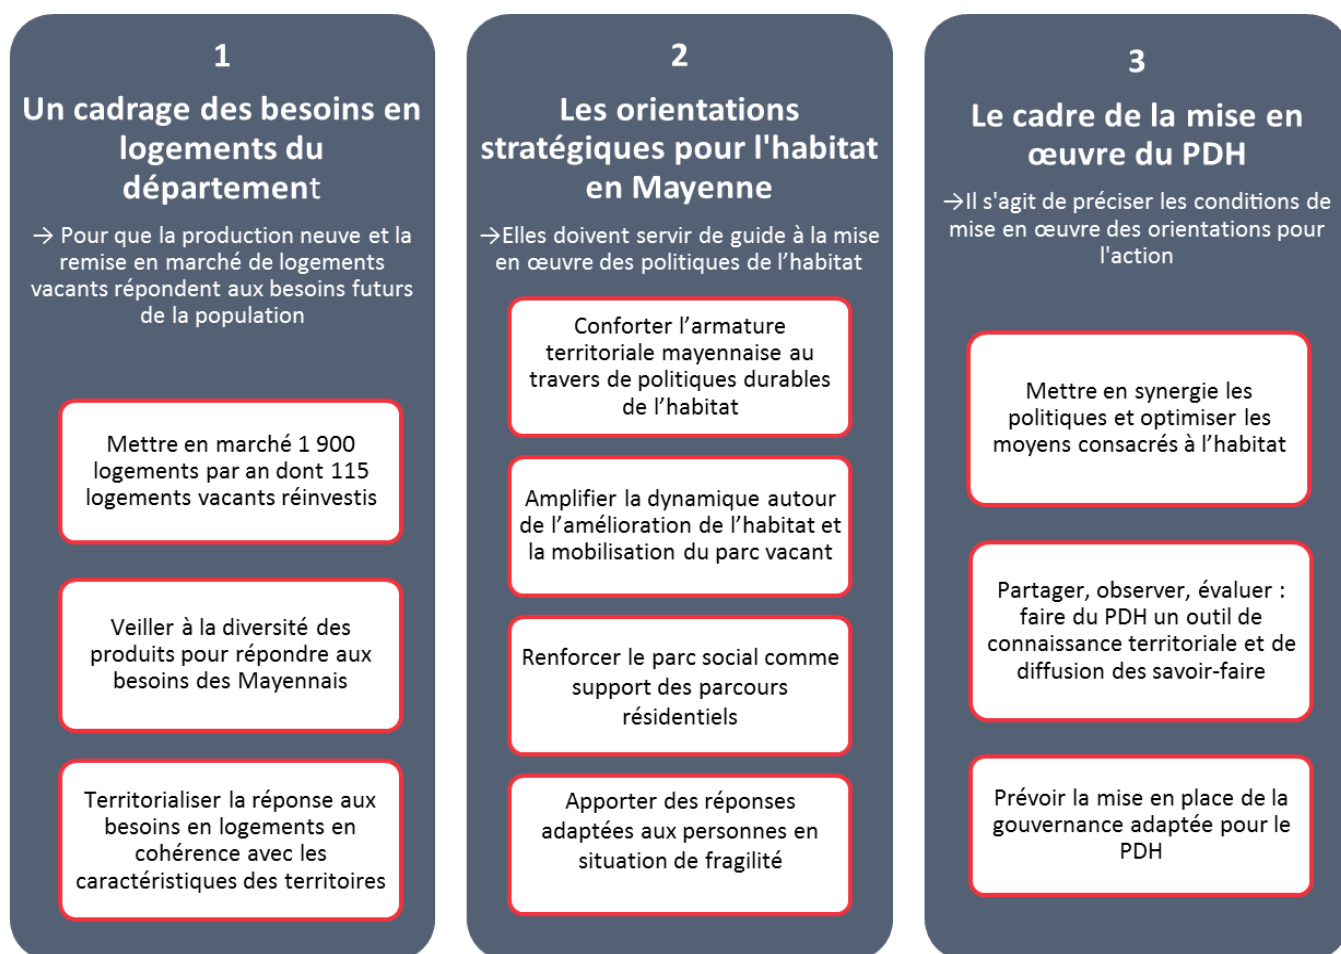 1
Un cadrage des besoins en
logements du
département
→ Pour que la production neuve et la
remise en marché de logements
vacants répondent aux besoins futurs
de la population
Mettre en marché 1 900
logements par an dont 115
logements vacants réinvestis
Veiller à la diversité des
produits pour répondre aux
besoins des Mayennais
Territorialiser la réponse aux
besoins en logements en
cohérence avec les
caractéristiques des territoires
2
Les orientations
stratégiques pour l'habitat
en Mayenne
→Elles doivent servir de guide à la mise
en œuvre des politiques de l’habitat
Conforter l’armature
territoriale mayennaise au
travers de politiques durables
de l’habitat
Amplifier la dynamique autour
de l’amélioration de l’habitat et
la mobilisation du parc vacant
Renforcer le parc social comme
support des parcours
résidentiels
Apporter des réponses
adaptées aux personnes en
situation de fragilité
3
Le cadre de la mise en
œuvre du PDH
→Il s'agit de préciser les conditions de
mise en œuvre des orientations pour
l'action
Mettre en synergie les
politiques et optimiser les
moyens consacrés à l’habitat
Partager, observer, évaluer :
faire du PDH un outil de
connaissance territoriale et de
diffusion des savoir-faire
Prévoir la mise en place de la
gouvernance adaptée pour le
PDH